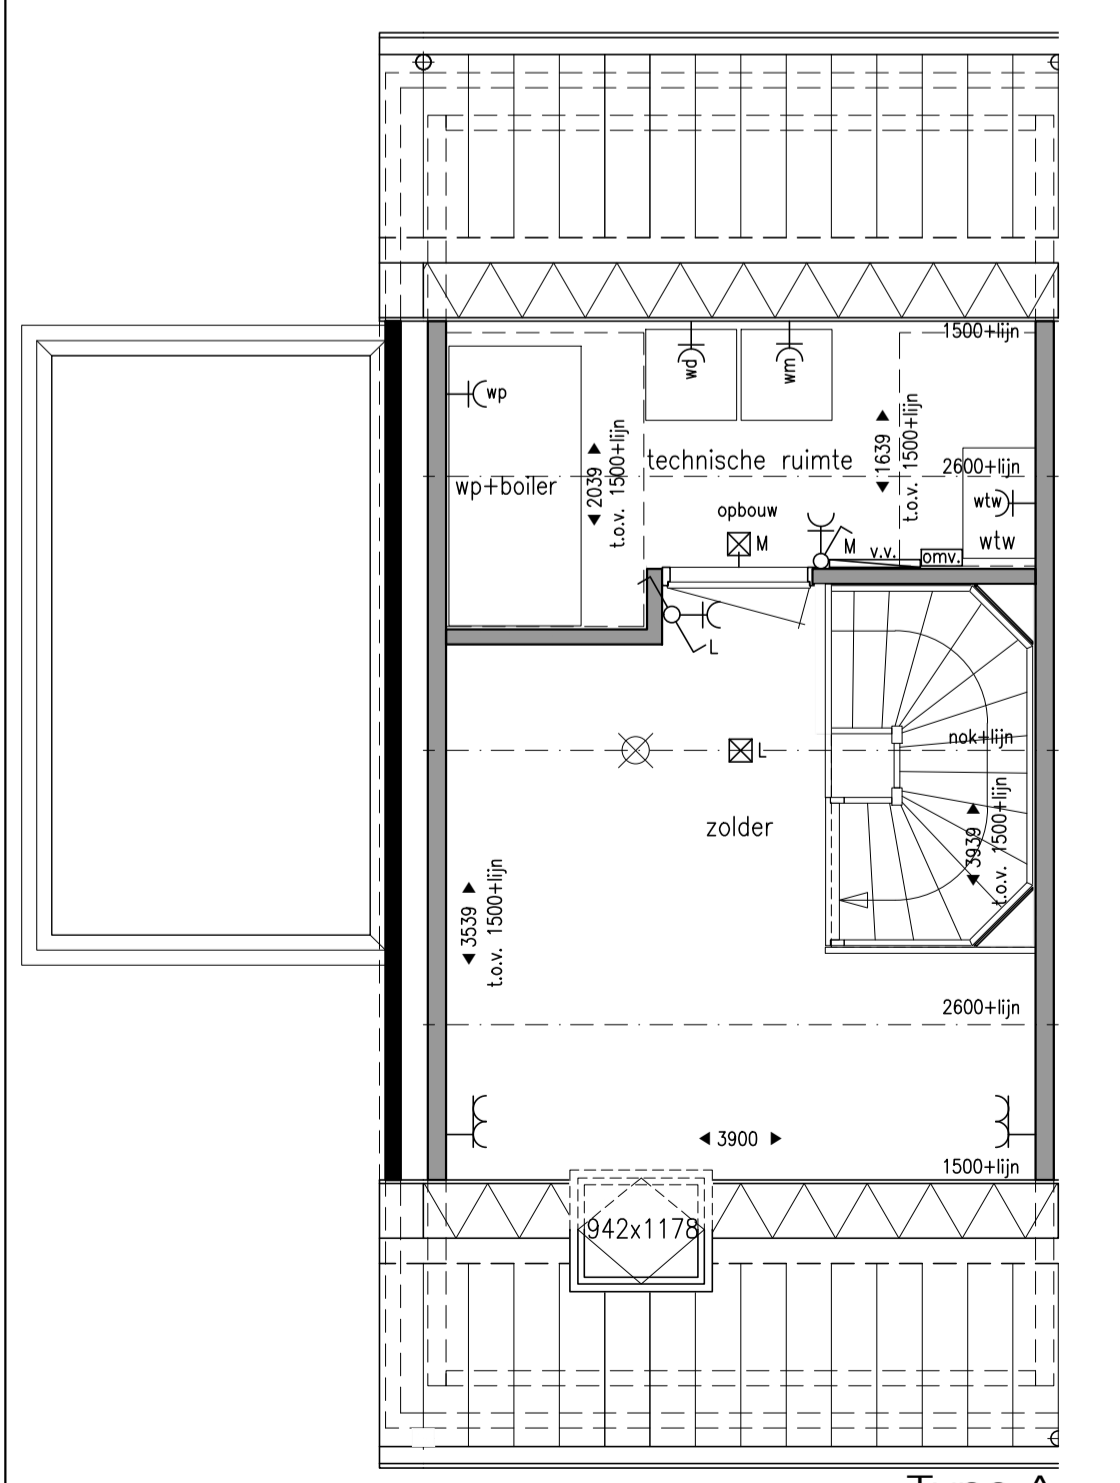 1500+lijn
wd
wm
wp
2039
t.o.v. 1500+lijn
1639
t.o.v. 1500+lijn
technische ruimte
2600+lijn
wp+boiler
wtw
opbouw
wtw
M
M
v.v.
omv.
L
nok+lijn
L
zolder
3939
t.o.v. 1500+lijn
3539
t.o.v. 1500+lijn
2600+lijn
3900
1500+lijn
942x1178